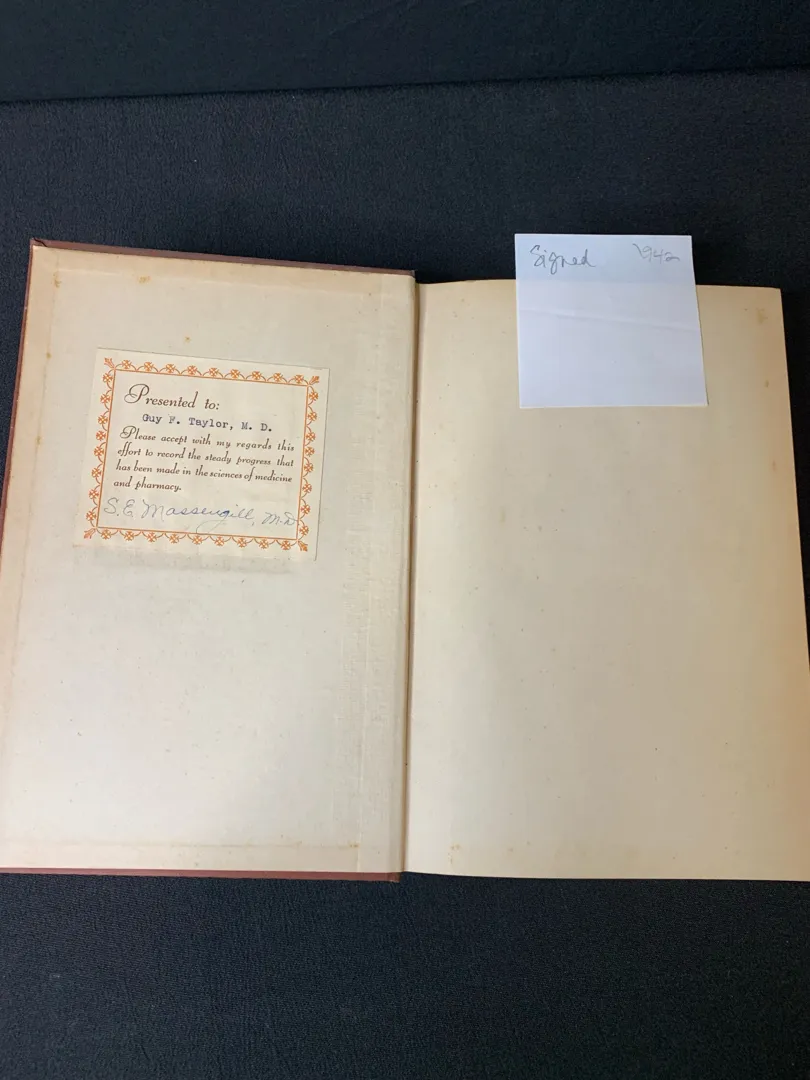 Signed 1942
Presented to:
Guy F. Taylor, M. D.
Please accept with my regards this
effort to record the steady progress that
has been made in the sciences of medicine
and pharmacy.
S.E. Massengill, M.D.